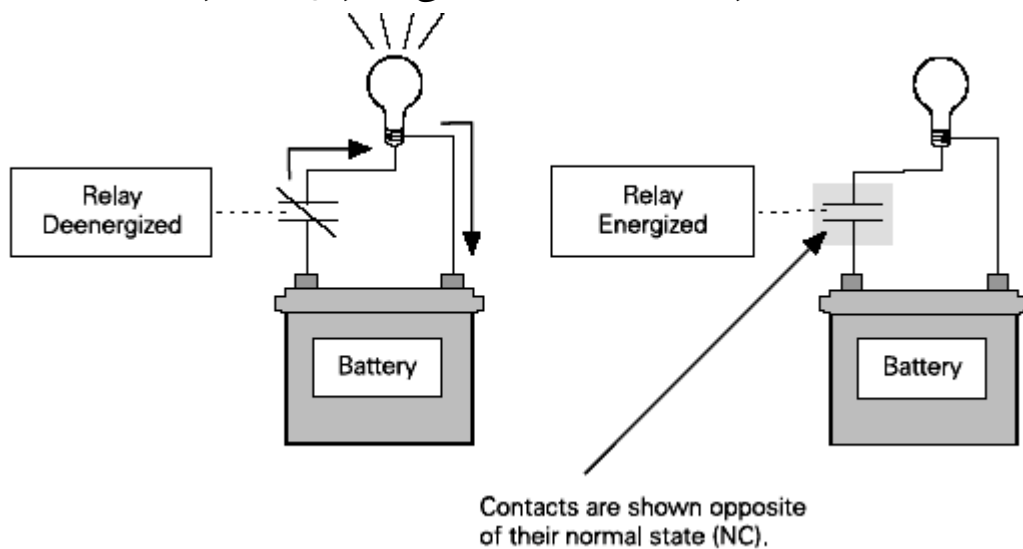 Relay
Deenergized
Battery
Relay
Energized
Battery
Contacts are shown opposite
of their normal state (NC).